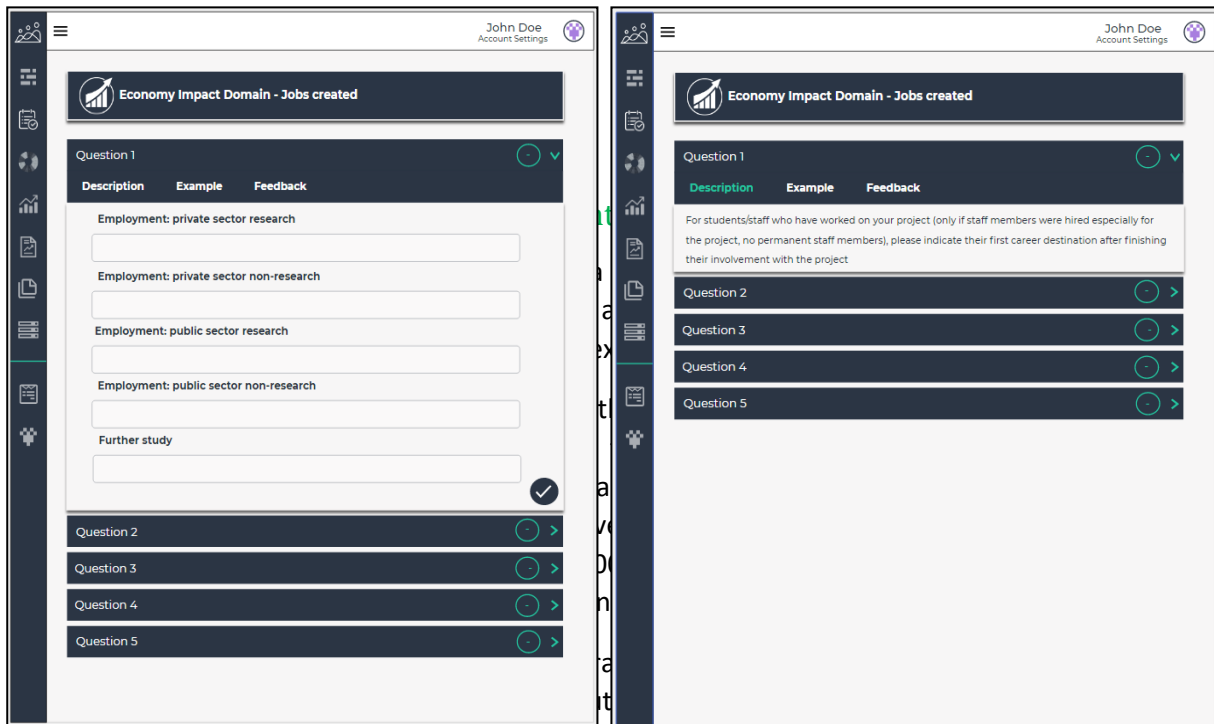 John Doe
Account Settings
Economy Impact Domain - Jobs created
Question 1
-
Description Example Feedback
Employment: private sector research
Employment: private sector non-research
Employment: public sector research
Employment: public sector non-research
Further study
Question 2
-
Question 3
-
Question 4
-
Question 5
-
John Doe
Account Settings
Economy Impact Domain - Jobs created
Question 1
-
Description Example Feedback
For students/staff who have worked on your project (only if staff members were hired especially for
the project, no permanent staff members), please indicate their first career destination after finishing
their involvement with the project
Question 2
-
Question 3
-
Question 4
-
Question 5
-